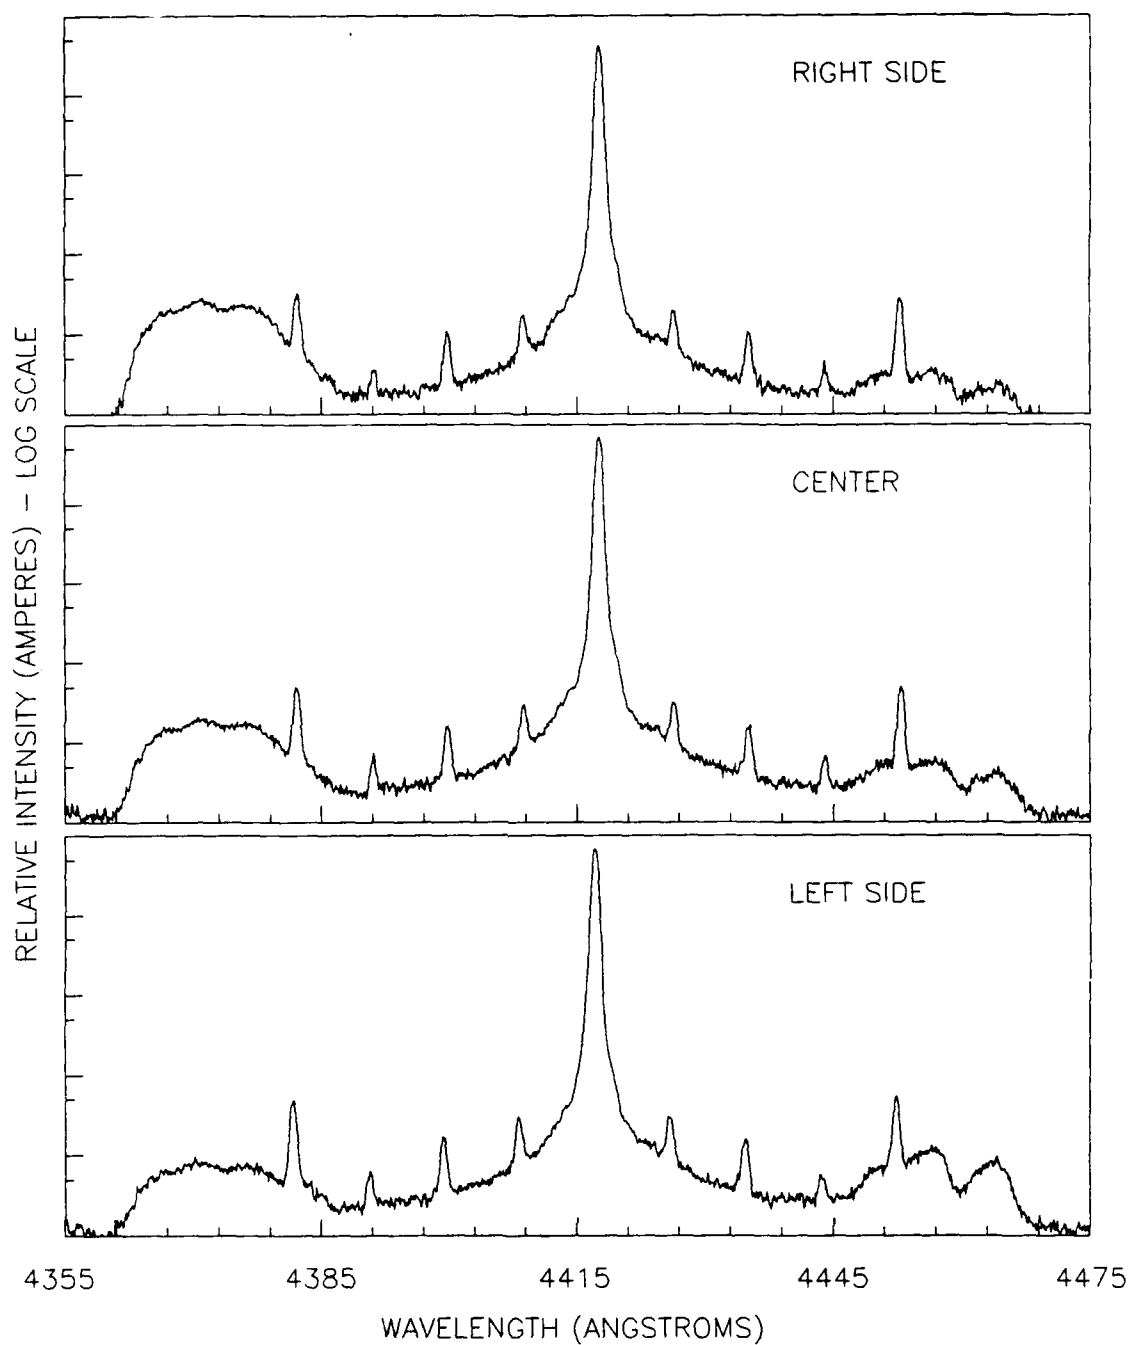 RIGHT SIDE
CENTER
LEFT SIDE
RELATIVE INTENSITY (AMPERES) – LOG SCALE
4355 4385 4415 4445 4475
WAVELENGTH (ANGSTROMS)